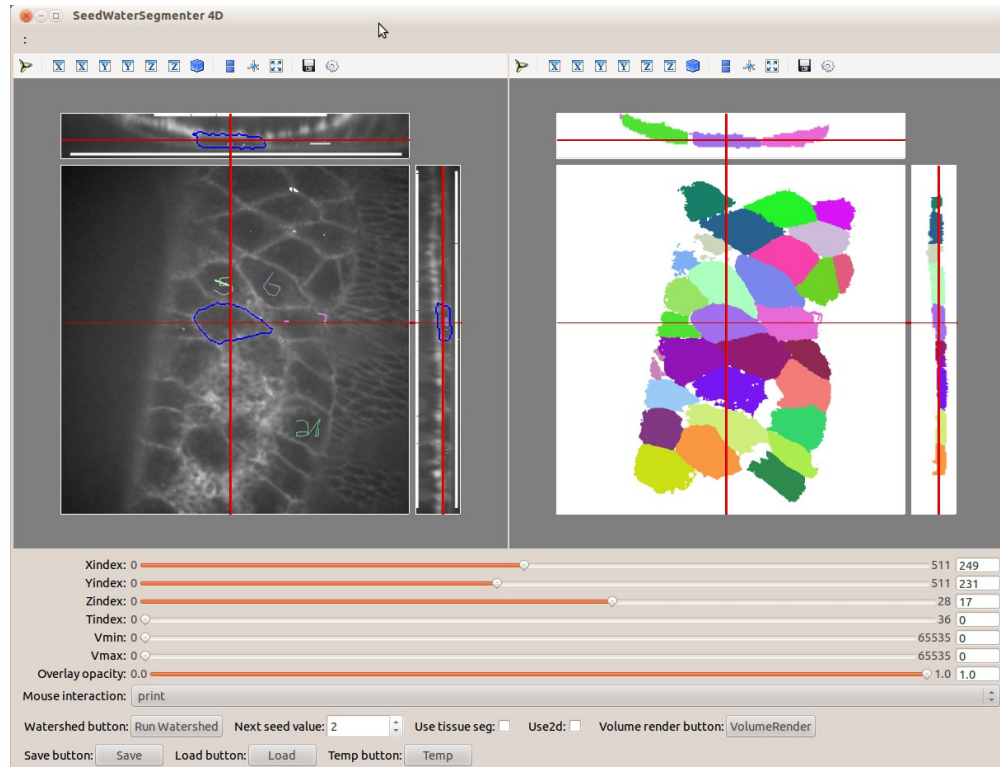 SeedWaterSegmenter 4D
:
X X Y Y Z Z X X Y Y Z Z
Xindex: 0 511 249
Yindex: 0 511 231
Zindex: 0 28 17
Tindex: 0 36 0
Vmin: 0 65535 0
Vmax: 0 65535 0
Overlay opacity: 0.0 1.0 1.0
Mouse interaction: print
Watershed button: Run Watershed Next seed value: 2 Use tissue seg: Use2d: Volume render button: VolumeRender
Save button: Save Load button: Load Temp button: Temp